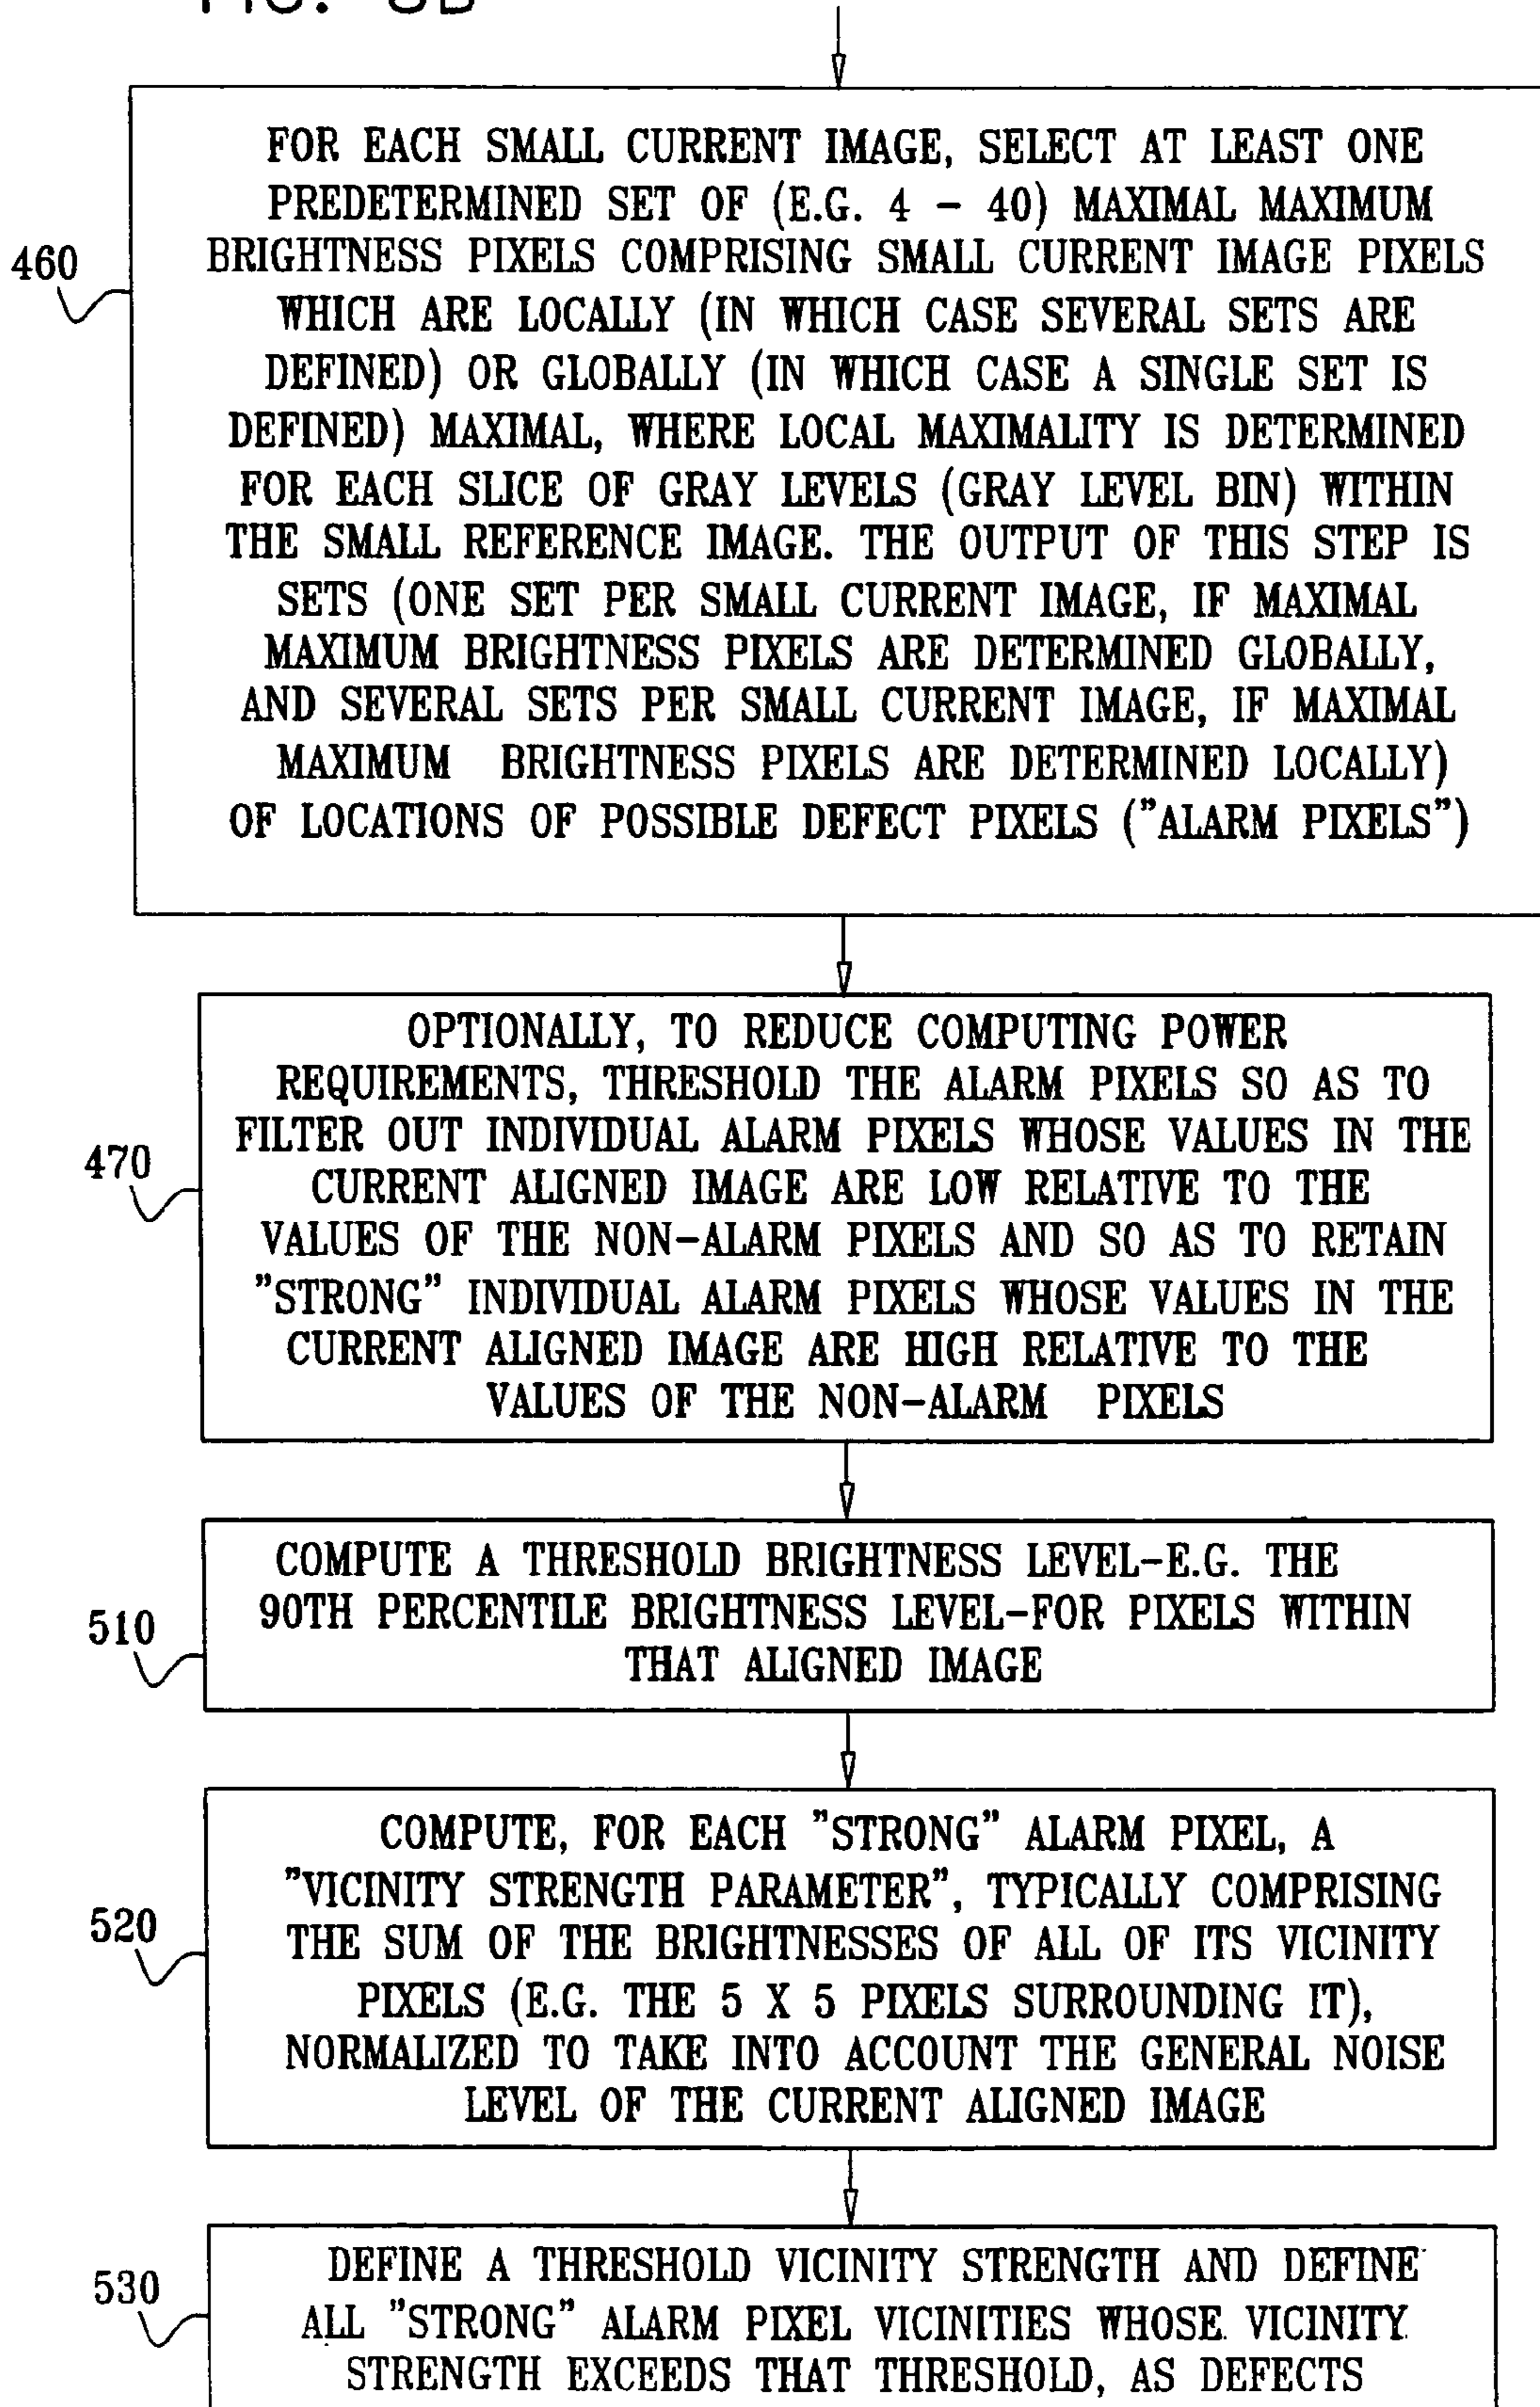 FIG. 8B
FOR EACH SMALL CURRENT IMAGE, SELECT AT LEAST ONE
PREDETERMINED SET OF (E.G. 4 - 40) MAXIMAL MAXIMUM
BRIGHTNESS PIXELS COMPRISING SMALL CURRENT IMAGE PIXELS
WHICH ARE LOCALLY (IN WHICH CASE SEVERAL SETS ARE
DEFINED) OR GLOBALLY (IN WHICH CASE A SINGLE SET IS
DEFINED) MAXIMAL, WHERE LOCAL MAXIMALITY IS DETERMINED
FOR EACH SLICE OF GRAY LEVELS (GRAY LEVEL BIN) WITHIN
THE SMALL REFERENCE IMAGE. THE OUTPUT OF THIS STEP IS
SETS (ONE SET PER SMALL CURRENT IMAGE, IF MAXIMAL
MAXIMUM BRIGHTNESS PIXELS ARE DETERMINED GLOBALLY,
AND SEVERAL SETS PER SMALL CURRENT IMAGE, IF MAXIMAL
MAXIMUM BRIGHTNESS PIXELS ARE DETERMINED LOCALLY)
OF LOCATIONS OF POSSIBLE DEFECT PIXELS ("ALARM PIXELS")
460
OPTIONALLY, TO REDUCE COMPUTING POWER
REQUIREMENTS, THRESHOLD THE ALARM PIXELS SO AS TO
FILTER OUT INDIVIDUAL ALARM PIXELS WHOSE VALUES IN THE
CURRENT ALIGNED IMAGE ARE LOW RELATIVE TO THE
VALUES OF THE NON-ALARM PIXELS AND SO AS TO RETAIN
"STRONG" INDIVIDUAL ALARM PIXELS WHOSE VALUES IN THE
CURRENT ALIGNED IMAGE ARE HIGH RELATIVE TO THE
VALUES OF THE NON-ALARM PIXELS
470
COMPUTE A THRESHOLD BRIGHTNESS LEVEL-E.G. THE
90TH PERCENTILE BRIGHTNESS LEVEL-FOR PIXELS WITHIN
THAT ALIGNED IMAGE
510
COMPUTE, FOR EACH "STRONG" ALARM PIXEL, A
"VICINITY STRENGTH PARAMETER", TYPICALLY COMPRISING
THE SUM OF THE BRIGHTNESSES OF ALL OF ITS VICINITY
PIXELS (E.G. THE 5 X 5 PIXELS SURROUNDING IT),
NORMALIZED TO TAKE INTO ACCOUNT THE GENERAL NOISE
LEVEL OF THE CURRENT ALIGNED IMAGE
520
DEFINE A THRESHOLD VICINITY STRENGTH AND DEFINE
ALL "STRONG" ALARM PIXEL VICINITIES WHOSE VICINITY
STRENGTH EXCEEDS THAT THRESHOLD, AS DEFECTS
530